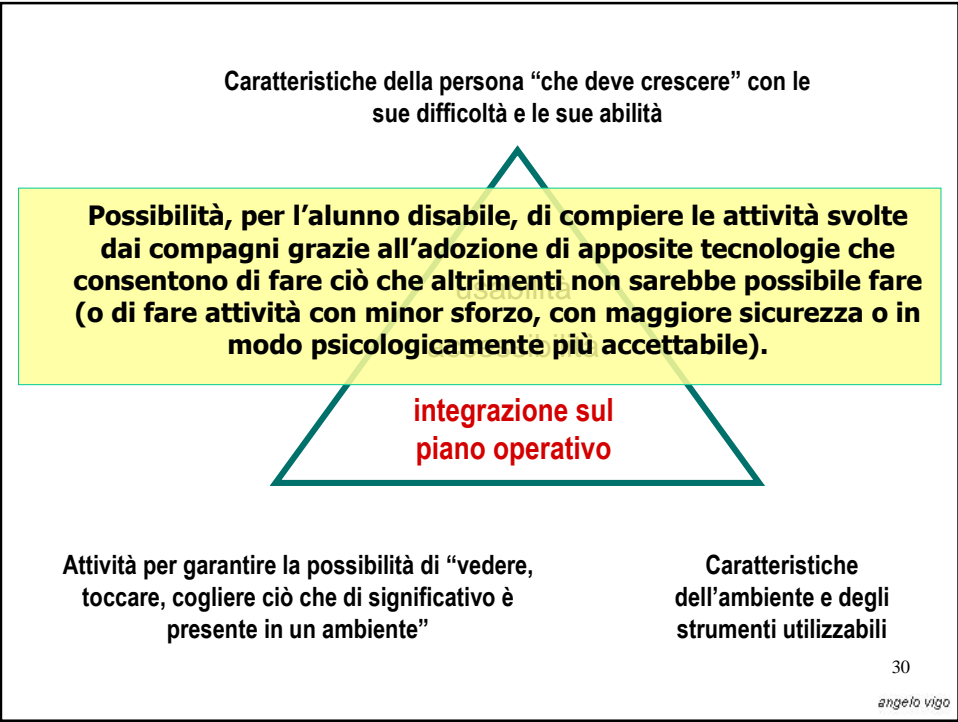 Caratteristiche della persona “che deve crescere” con le
sue difficoltà e le sue abilità
Possibilità, per l’alunno disabile, di compiere le attività svolte
dai compagni grazie all’adozione di apposite tecnologie che
consentono di fare ciò che altrimenti non sarebbe possibile fare
usabilità
(o di fare attività con minor sforzo, con maggiore sicurezza o in
modo psicologicamente più accettabile).
accessibilità
integrazione sul
piano operativo
Attività per garantire la possibilità di “vedere,
toccare, cogliere ciò che di significativo è
presente in un ambiente”
Caratteristiche
dell’ambiente e degli
strumenti utilizzabili
30
angelo vigo